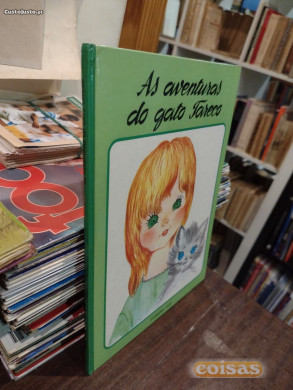 CustoJusto.pt
As aventuras
do gato Tareco
coisas